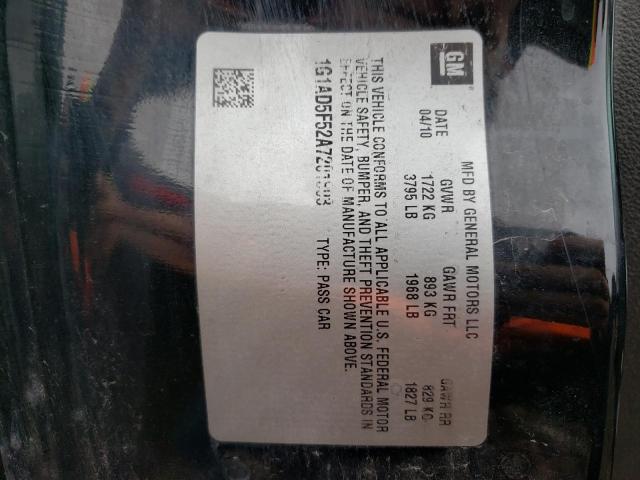 GM
MFD BY GENERAL MOTORS LLC
DATE GVWR GAWR FRT GAWR RR
04/10 1722 KG 893 KG 829 KG
3795 LB 1968 LB 1827 LB
THIS VEHICLE CONFORMS TO ALL APPLICABLE U.S. FEDERAL MOTOR
VEHICLE SAFETY, BUMPER, AND THEFT PREVENTION STANDARDS IN
EFFECT ON THE DATE OF MANUFACTURE SHOWN ABOVE.
TYPE: PASS CAR